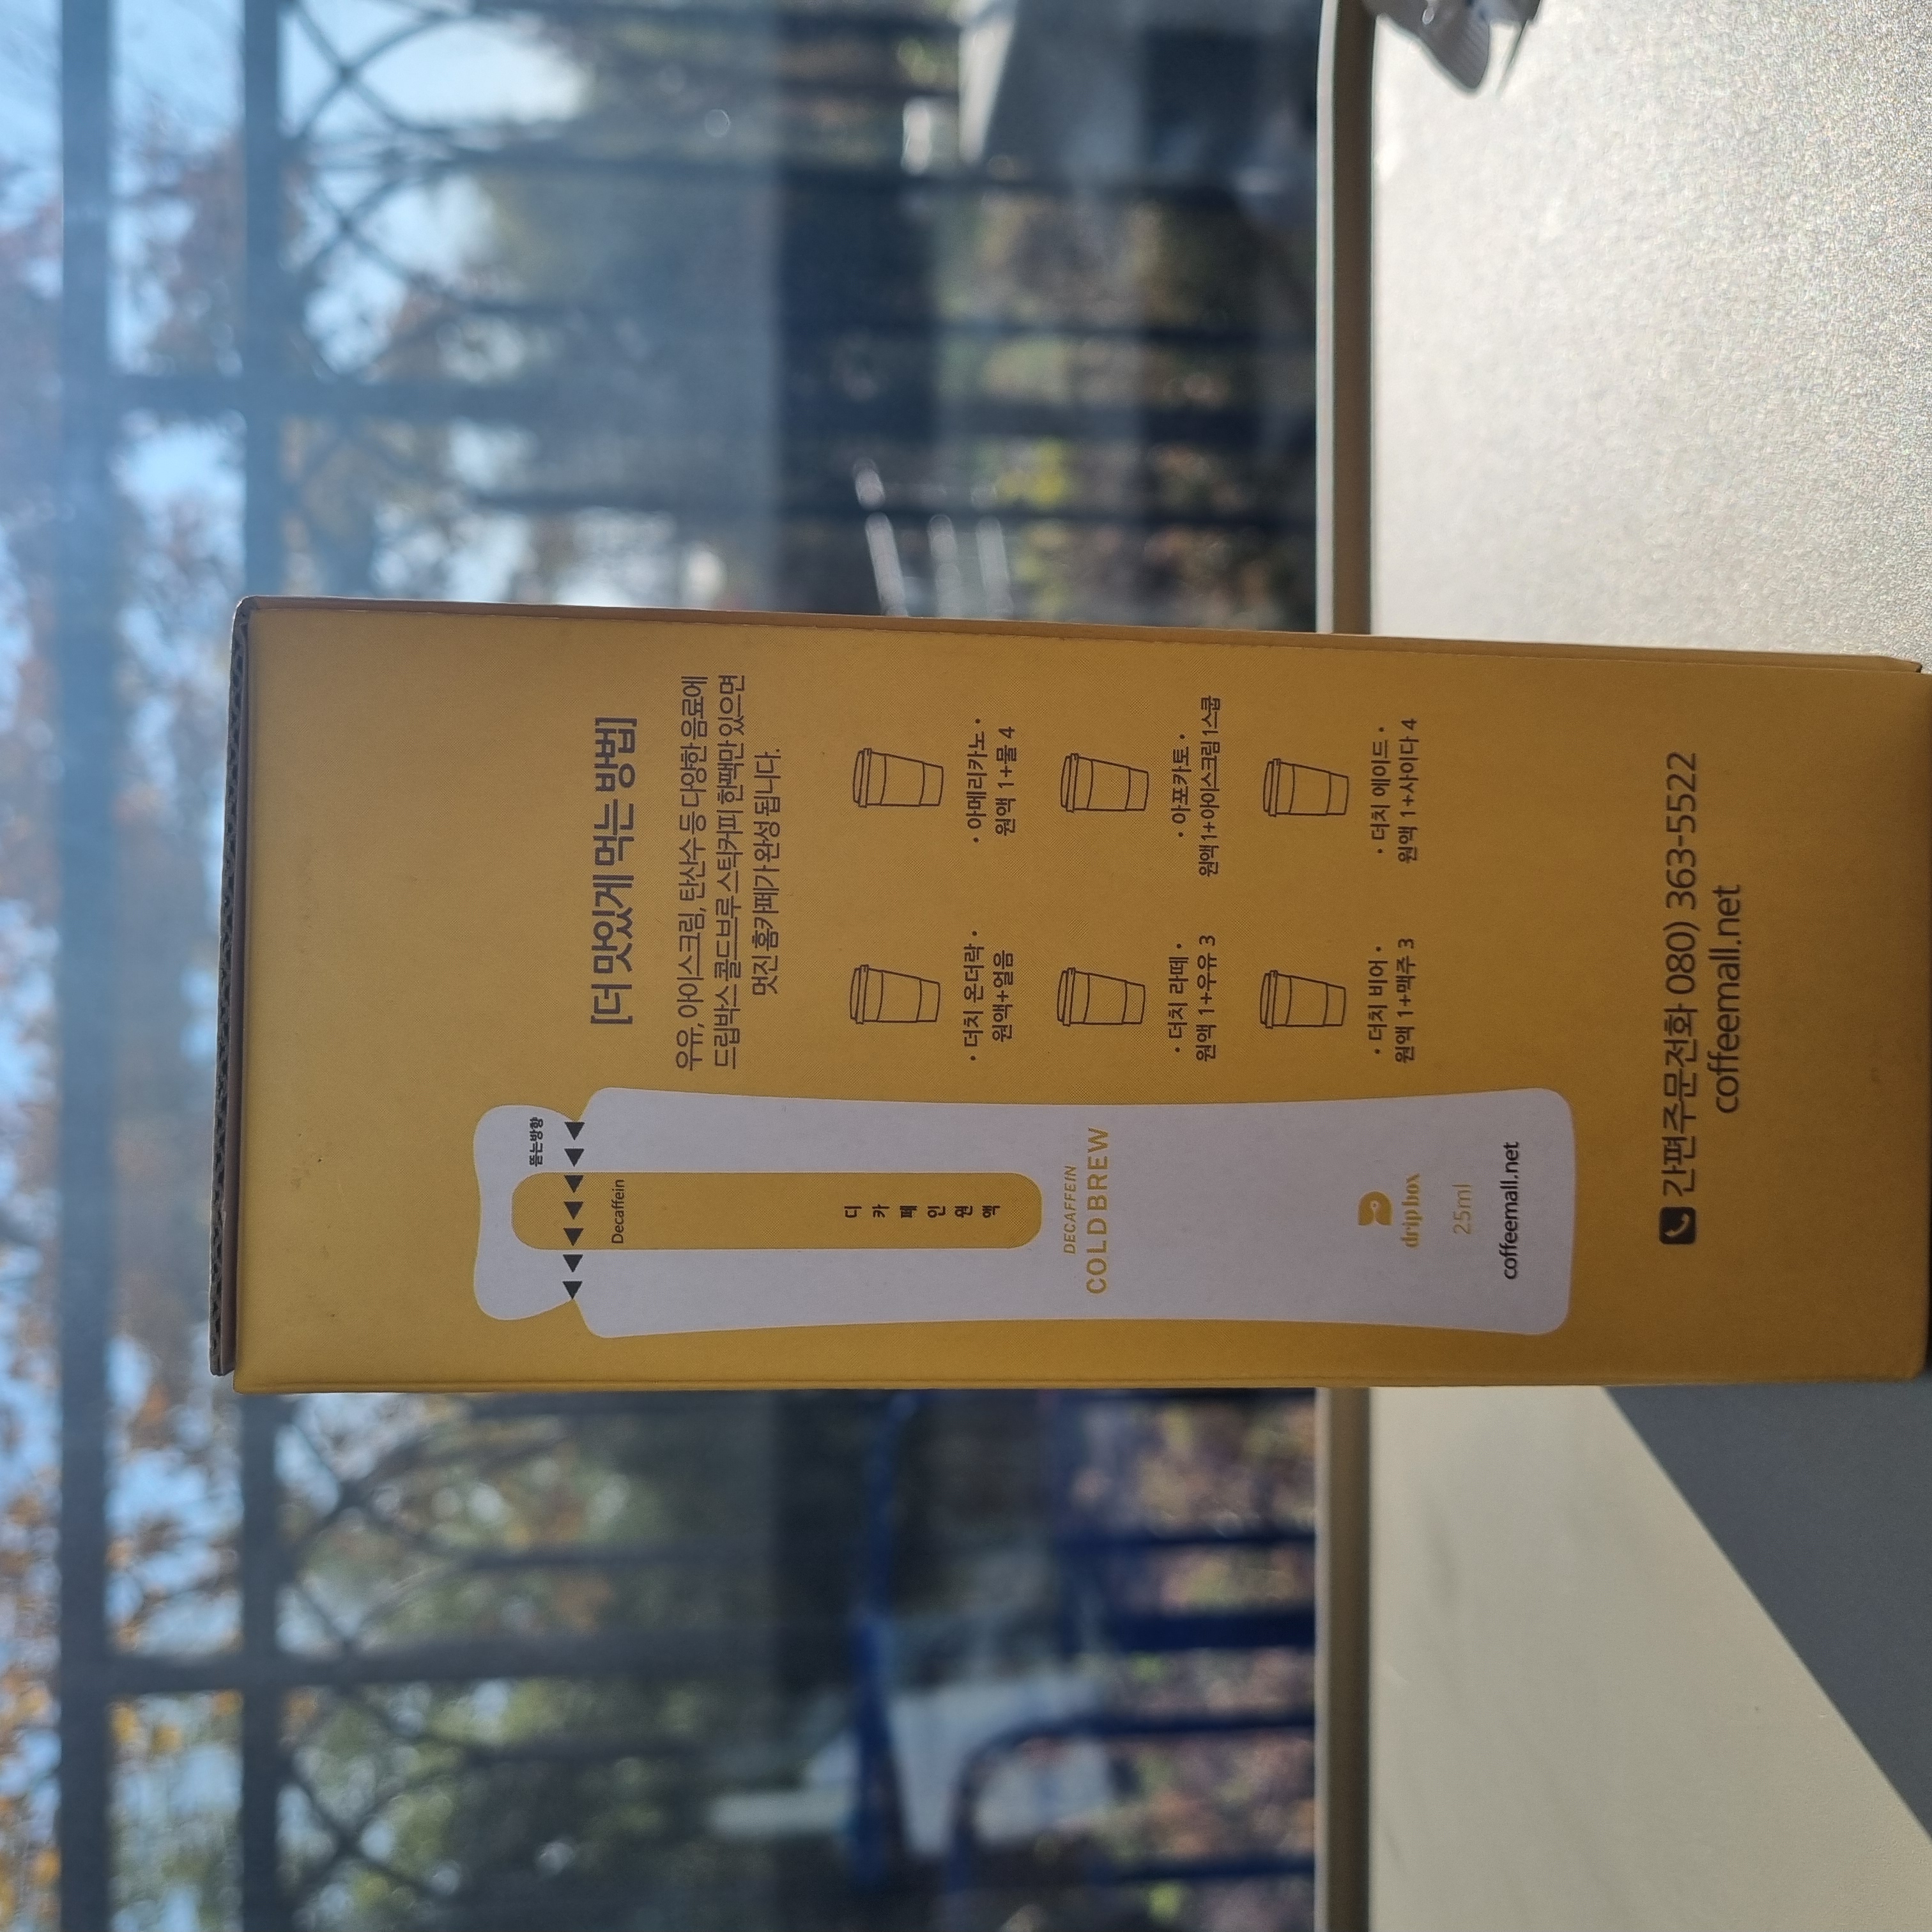 뜯는방향
Decaffein
디카페인원액
DECAFFEIN
COLDBREW
drip box
25ml
coffeemall.net
[더 맛있게 먹는 방법]
우유, 아이스크림, 탄산수 등 다양한 음료에
드립박스 콜드브루 스틱커피 한팩만 있으면
멋진 홈카페가 완성 됩니다.
• 더치 온더락 •
원액+얼음
• 아메리카노 •
원액 1+물 4
• 더치 라떼 •
원액 1+우유 3
• 아포카토 •
원액 1+아이스크림 1스쿱
• 더치 비어 •
원액 1+맥주 3
• 더치 에이드 •
원액 1+사이다 4
간편주문전화 080) 363-5522
coffeemall.net